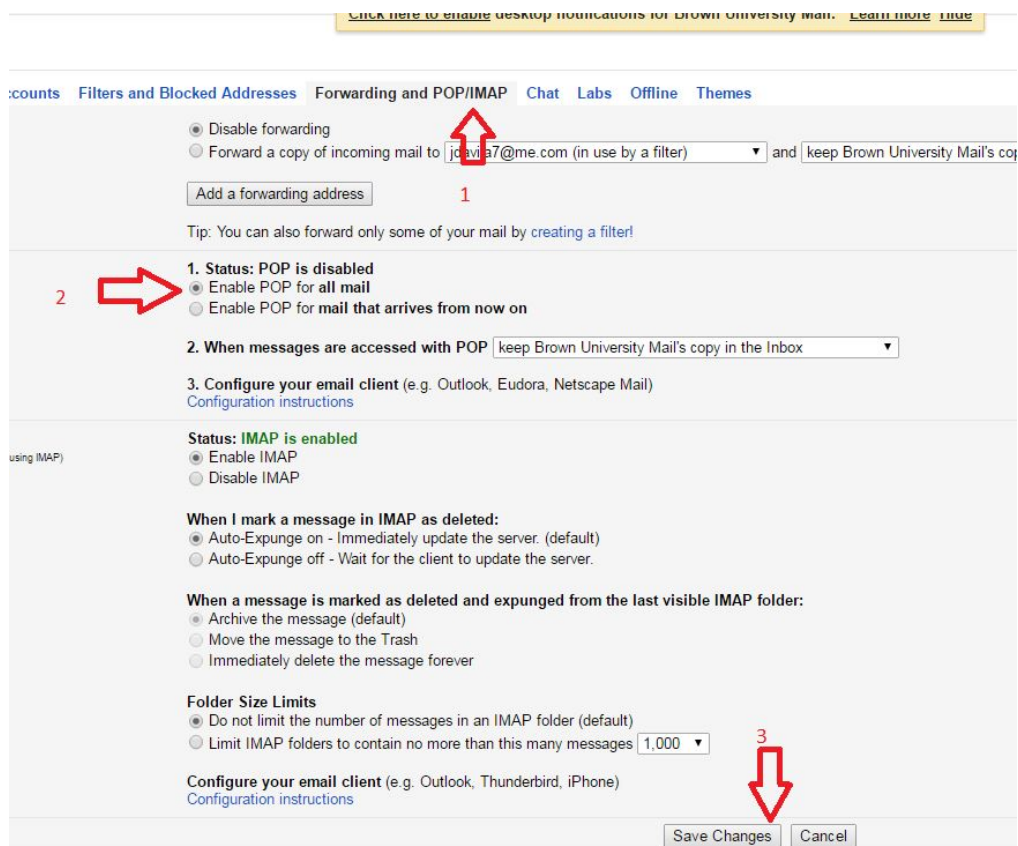 Click here to enable desktop notifications for Brown University Mail. Learn more Hide
ccounts Filters and Blocked Addresses Forwarding and POP/IMAP Chat Labs Offline Themes
Disable forwarding
Forward a copy of incoming mail to jdavila7@me.com (in use by a filter) and keep Brown University Mail's cop
Add a forwarding address
1
Tip: You can also forward only some of your mail by creating a filter!
1. Status: POP is disabled
2
Enable POP for all mail
Enable POP for mail that arrives from now on
2. When messages are accessed with POP keep Brown University Mail's copy in the Inbox
3. Configure your email client (e.g. Outlook, Eudora, Netscape Mail)
Configuration instructions
Status: IMAP is enabled
using IMAP)
Enable IMAP
Disable IMAP
When I mark a message in IMAP as deleted:
Auto-Expunge on - Immediately update the server. (default)
Auto-Expunge off - Wait for the client to update the server.
When a message is marked as deleted and expunged from the last visible IMAP folder:
Archive the message (default)
Move the message to the Trash
Immediately delete the message forever
Folder Size Limits
Do not limit the number of messages in an IMAP folder (default)
Limit IMAP folders to contain no more than this many messages 1,000
3
Configure your email client (e.g. Outlook, Thunderbird, iPhone)
Configuration instructions
Save Changes Cancel